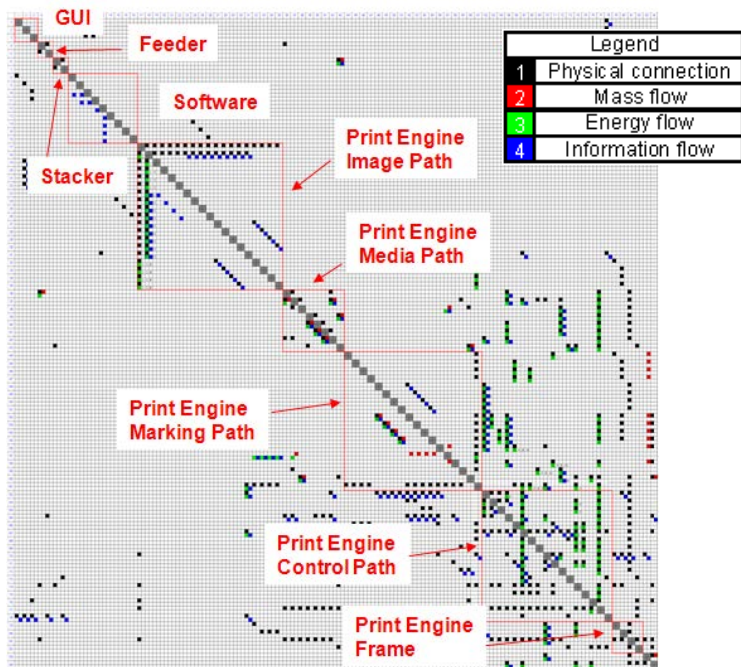 GUI
Feeder
Software
Stacker
Legend
1 Physical connection
2 Mass flow
3 Energy flow
4 Information flow
Print Engine
Image Path
Print Engine
Media Path
Print Engine
Marking Path
Print Engine
Control Path
Print Engine
Frame